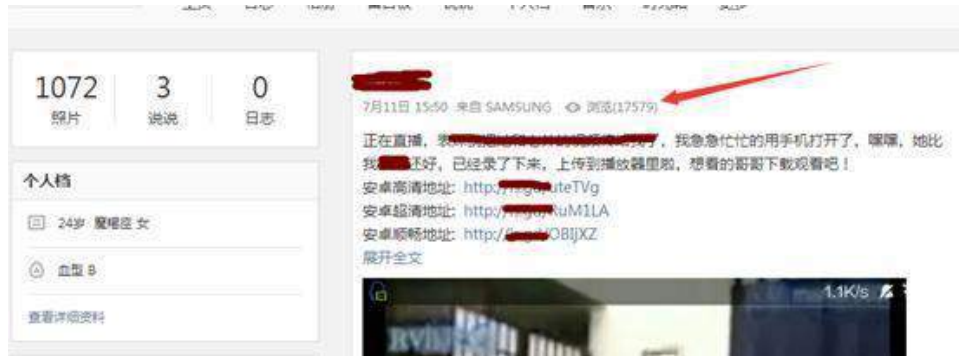 1072
3
0
照片
说说
日志
个人档
24岁 魔羯座 女
血型 B
查看详细资料
7月11日 15:50 来自 SAMSUNG 浏览(17579)
正在直播，，我急急忙忙的用手机打开了，嘿嘿，她比
我还好，已经录了下来，上传到播放器里啦，想看的哥哥下载观看吧！
安卓高清地址: http:/uteTVg
安卓超清地址: http:/RuM1LA
安卓顺畅地址: http:/OBIjXZ
展开全文
1.1K/s